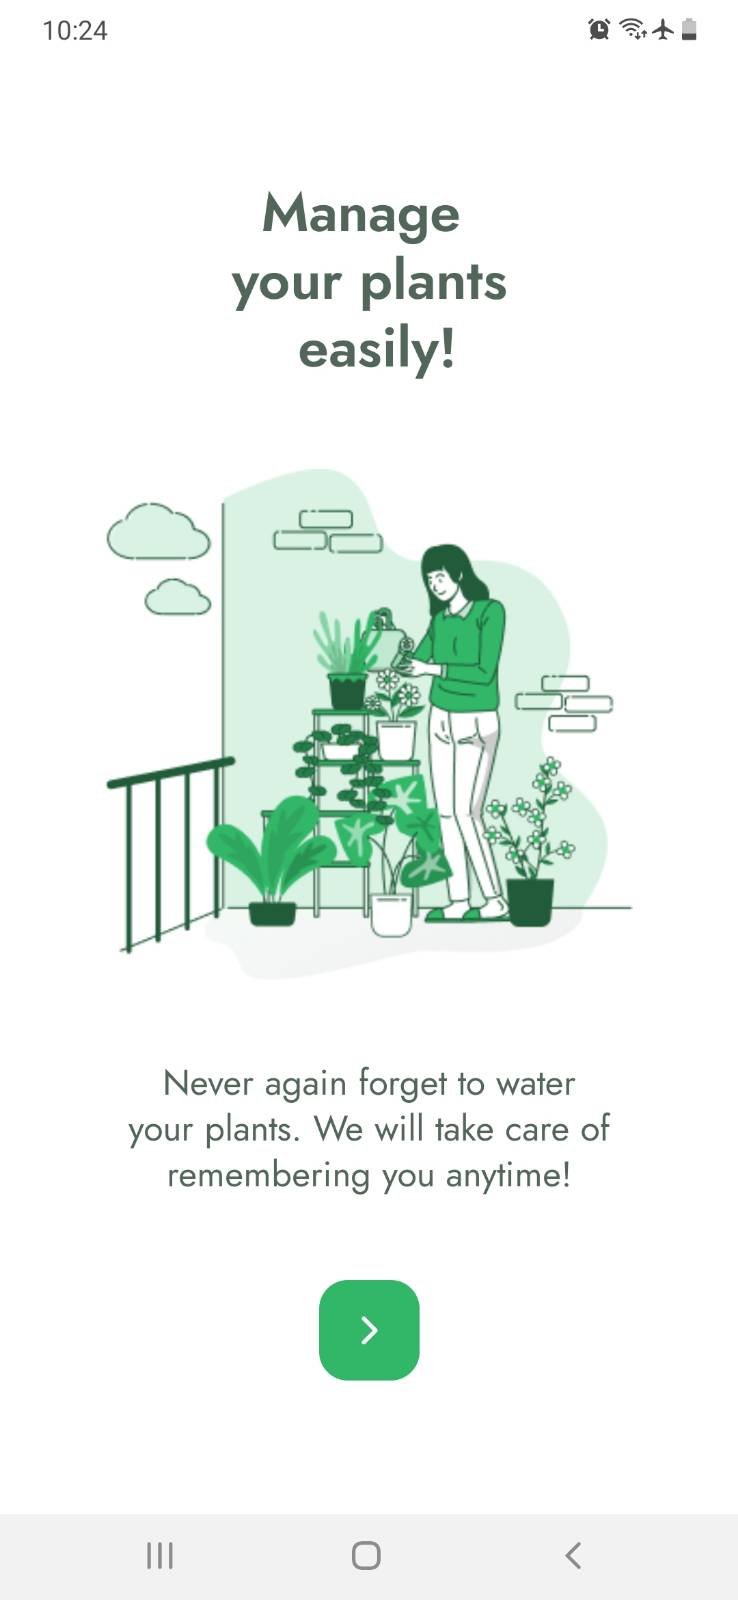 10:24
Manage
your plants
easily!
Never again forget to water
your plants. We will take care of
remembering you anytime!